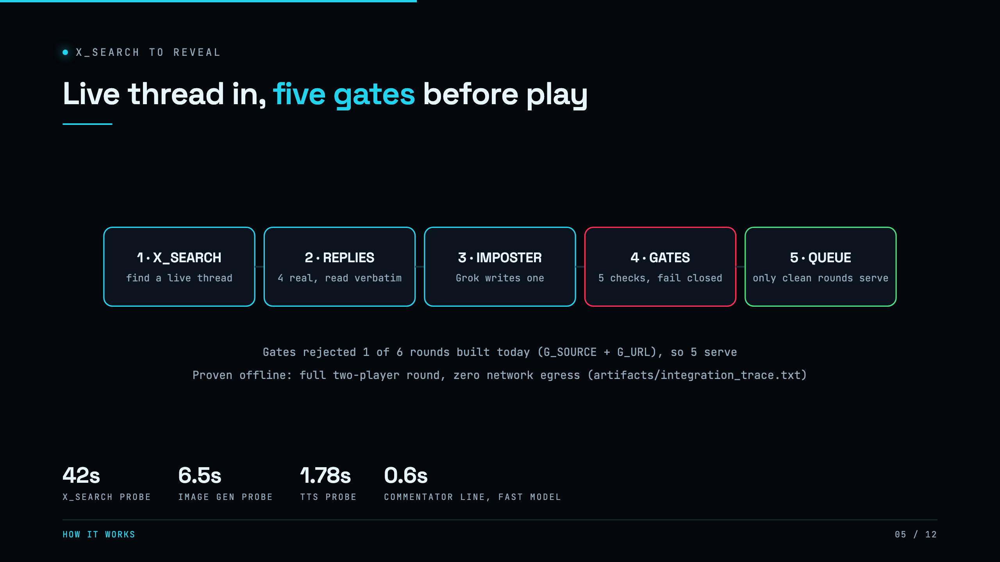 X_SEARCH TO REVEAL
Live thread in, five gates before play
1 · X_SEARCH
find a live thread
2 · REPLIES
4 real, read verbatim
3 · IMPOSTER
Grok writes one
4 · GATES
5 checks, fail closed
5 · QUEUE
only clean rounds serve
Gates rejected 1 of 6 rounds built today (G_SOURCE + G_URL), so 5 serve
Proven offline: full two-player round, zero network egress (artifacts/integration_trace.txt)
42s
X_SEARCH PROBE
6.5s
IMAGE GEN PROBE
1.78s
TTS PROBE
0.6s
COMMENTATOR LINE, FAST MODEL
HOW IT WORKS
05 / 12